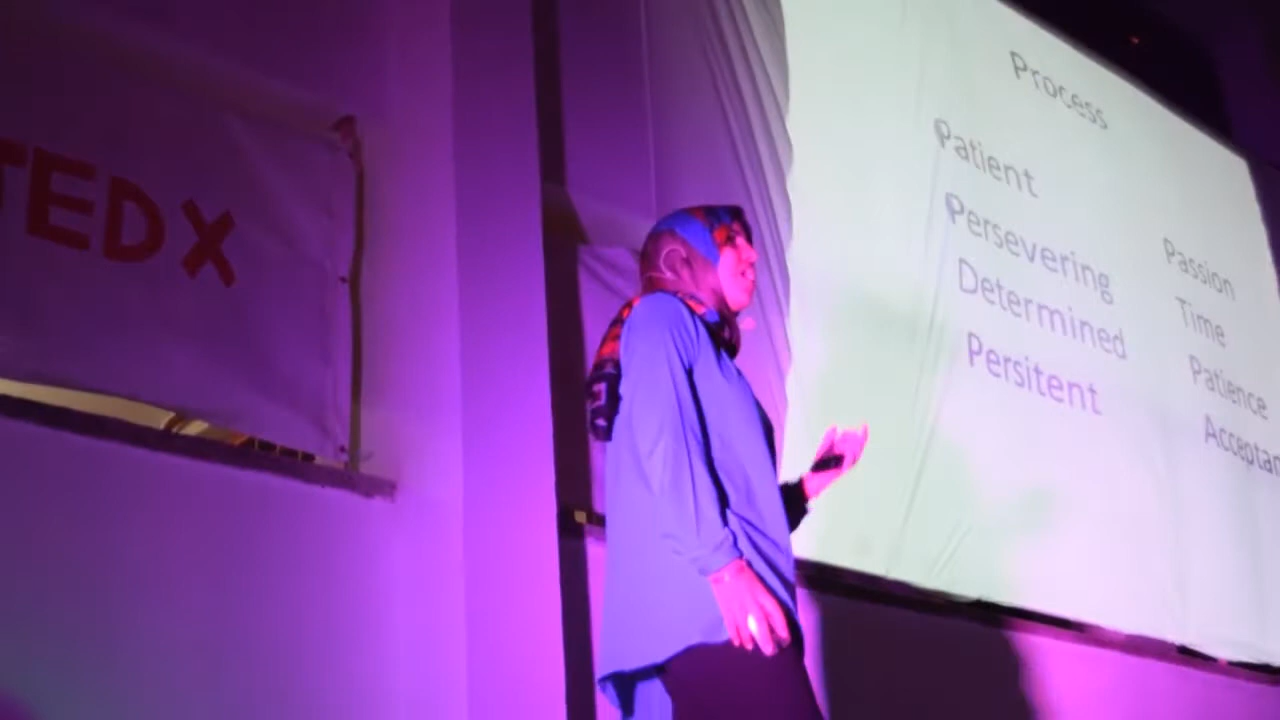 TEDX
Process
Patient
Persevering
Determined
Persitent
Passion
Time
Patience